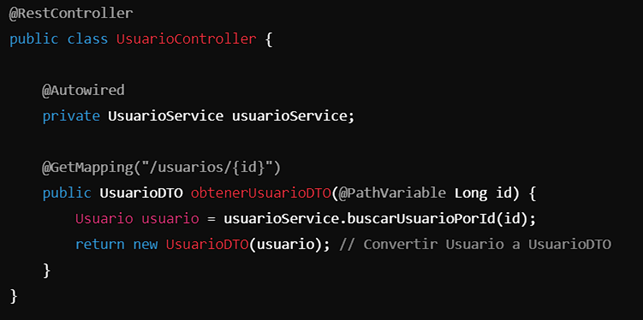 @RestController
public class UsuarioController {
@Autowired
private UsuarioService usuarioService;
@GetMapping("/usuarios/{id}")
public UsuarioDTO obtenerUsuarioDTO(@PathVariable Long id) {
Usuario usuario = usuarioService.buscarUsuarioPorId(id);
return new UsuarioDTO(usuario); // Convertir Usuario a UsuarioDTO
}
}